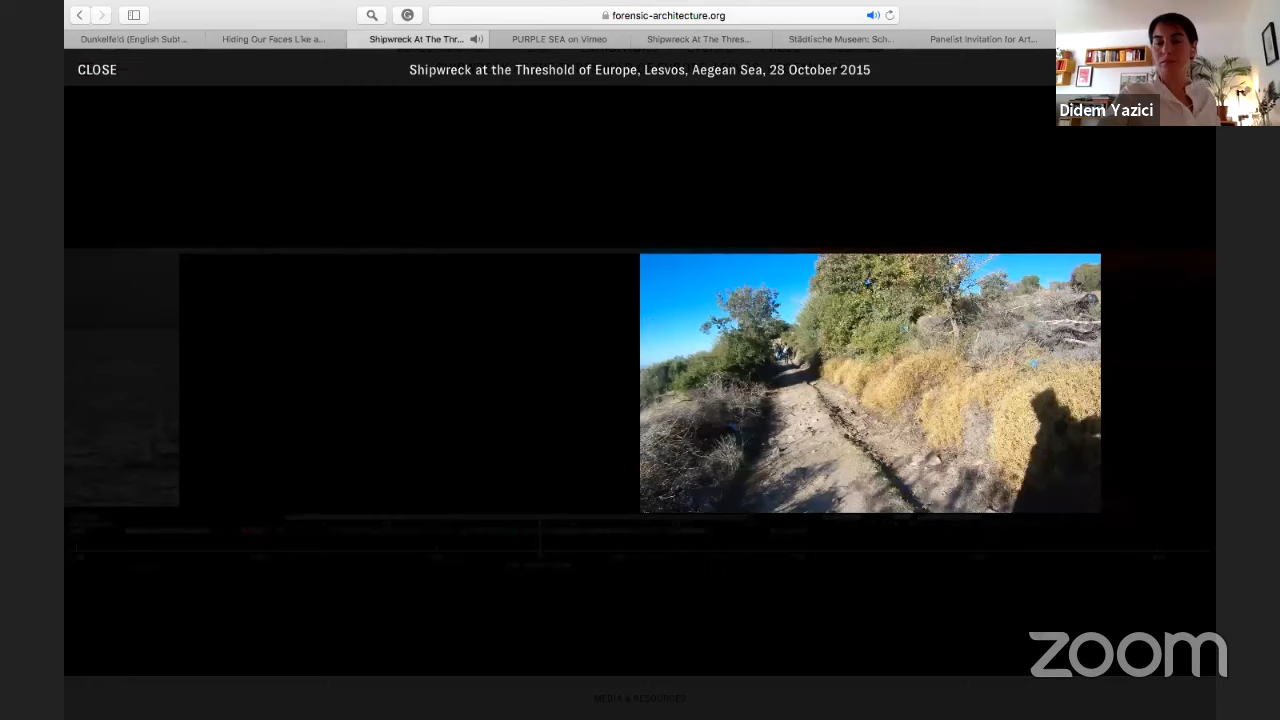 forensic-architecture.org
Dunkelfeld (English Subt... Hiding Our Faces Like a... Shipwreck At The Thr... PURPLE SEA on Vimeo Shipwreck At The Thres... Städtische Museen: Sch... Panelist Invitation for Art...
CLOSE Shipwreck at the Threshold of Europe, Lesvos, Aegean Sea, 28 October 2015
Didem Yazici
zoom
MEDIA & RESOURCES